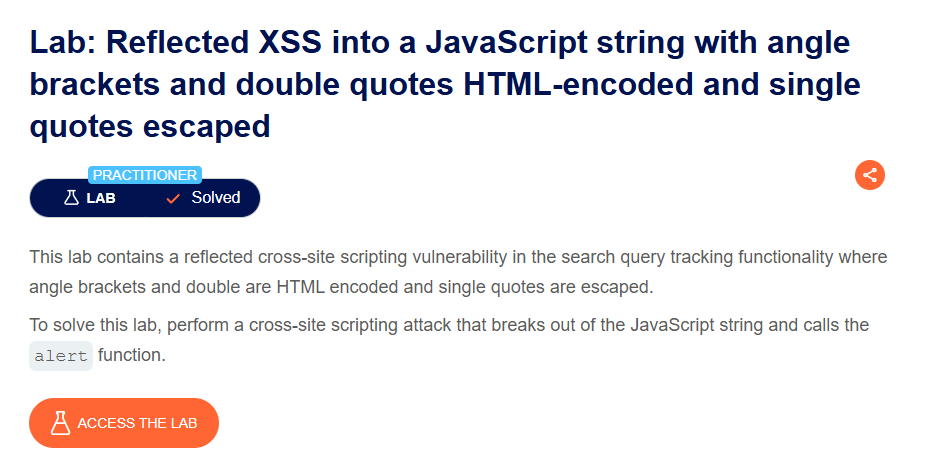 Lab: Reflected XSS into a JavaScript string with angle
brackets and double quotes HTML-encoded and single
quotes escaped
PRACTITIONER
LAB
Solved
This lab contains a reflected cross-site scripting vulnerability in the search query tracking functionality where
angle brackets and double are HTML encoded and single quotes are escaped.
To solve this lab, perform a cross-site scripting attack that breaks out of the JavaScript string and calls the
alert function.
ACCESS THE LAB